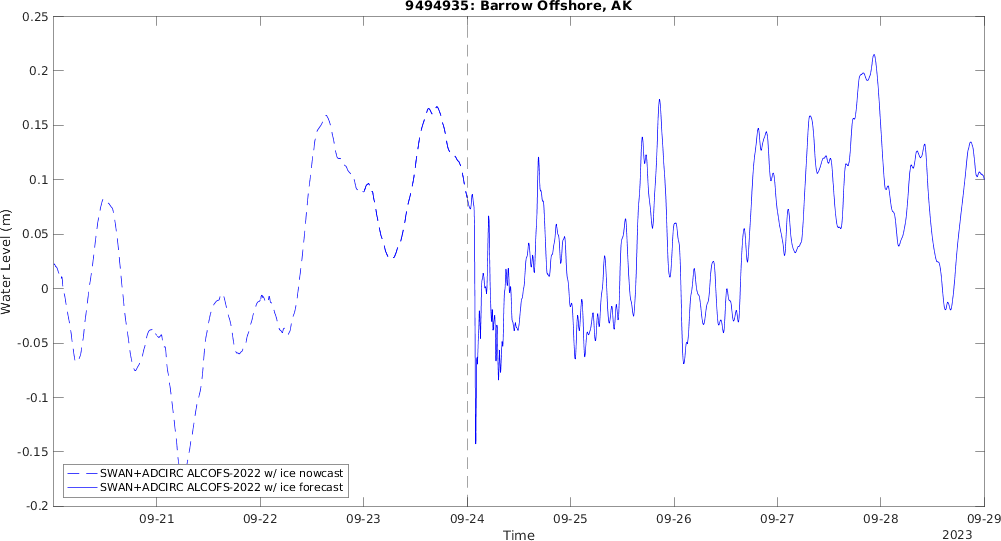 9494935: Barrow Offshore, AK
0.25
0.2
0.15
0.1
0.05
0
-0.05
-0.1
-0.15
-0.2
Water Level (m)
SWAN+ADCIRC ALCOFS-2022 w/ ice nowcast
SWAN+ADCIRC ALCOFS-2022 w/ ice forecast
09-21 09-22 09-23 09-24 09-25 09-26 09-27 09-28 09-29
Time
2023